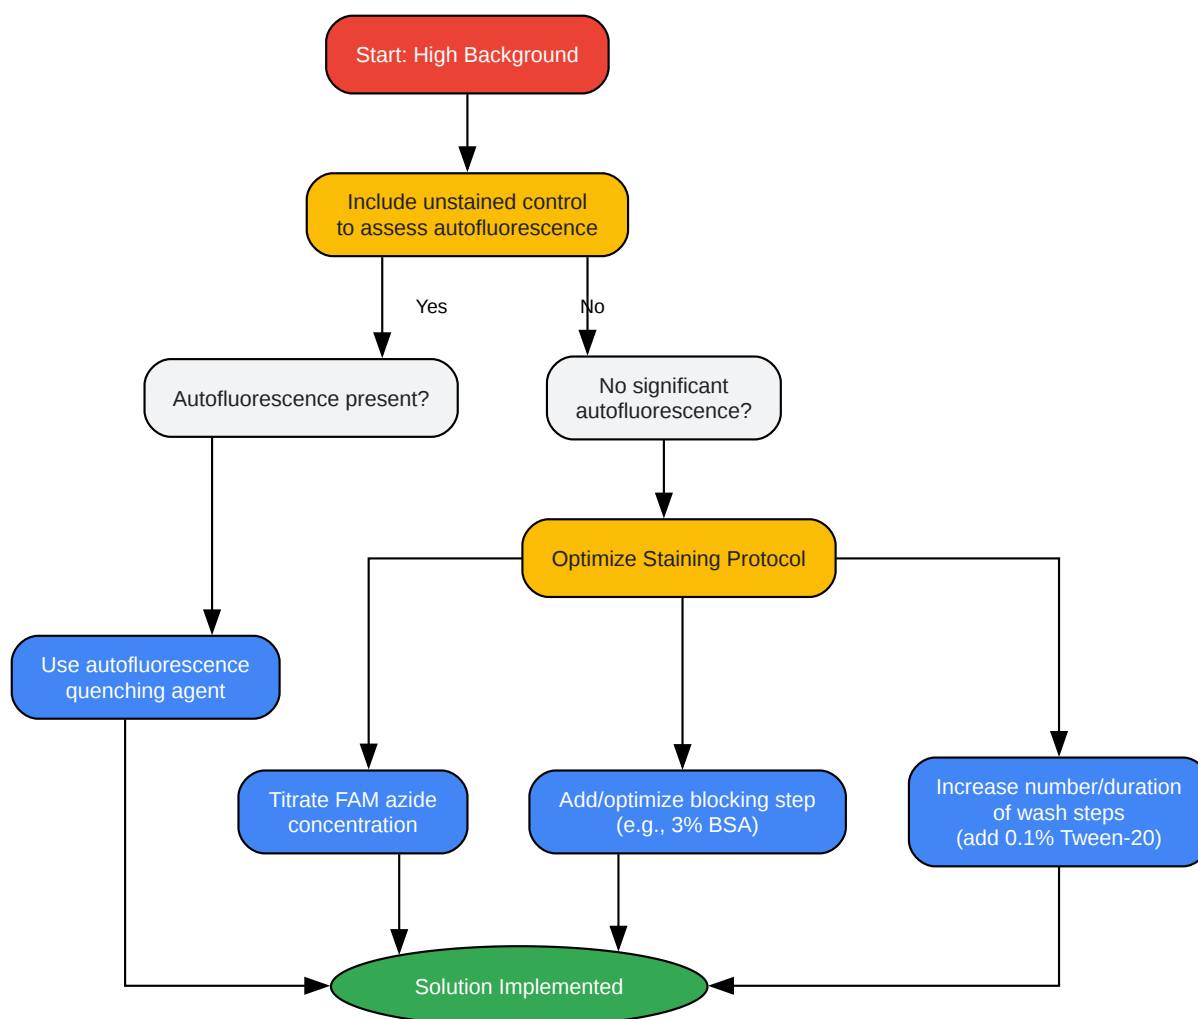 Start: High Background
Include unstained control
to assess autofluorescence
Yes
No
Autofluorescence present?
No significant
autofluorescence?
Optimize Staining Protocol
Use autofluorescence
quenching agent
Titrate FAM azide
concentration
Add/optimize blocking step
(e.g., 3% BSA)
Increase number/duration
of wash steps
(add 0.1% Tween-20)
Solution Implemented